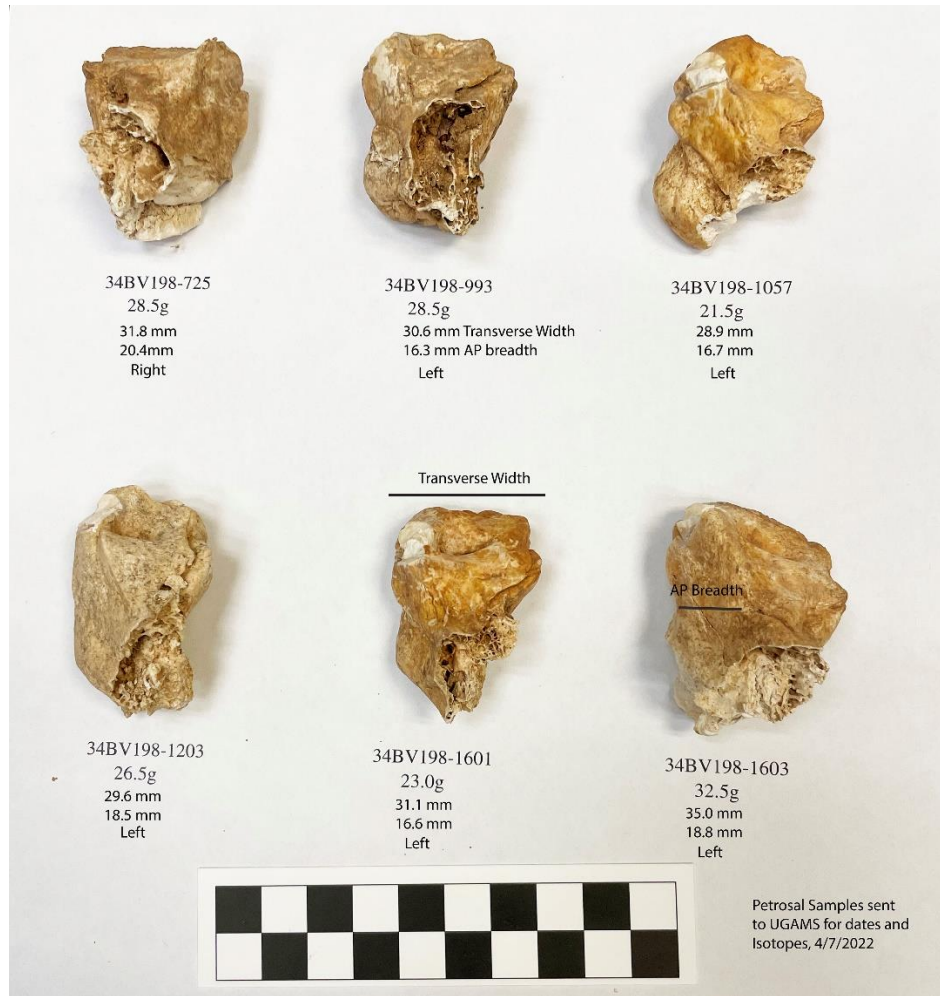 34BV198-725
28.5g
31.8 mm
20.4mm
Right
34BV198-993
28.5g
30.6 mm Transverse Width
16.3 mm AP breadth
Left
34BV198-1057
21.5g
28.9 mm
16.7 mm
Left
Transverse Width
AP Breadth
34BV198-1203
26.5g
29.6 mm
18.5 mm
Left
34BV198-1601
23.0g
31.1 mm
16.6 mm
Left
34BV198-1603
32.5g
35.0 mm
18.8 mm
Left
Petrosal Samples sent
to UGAMS for dates and
Isotopes, 4/7/2022